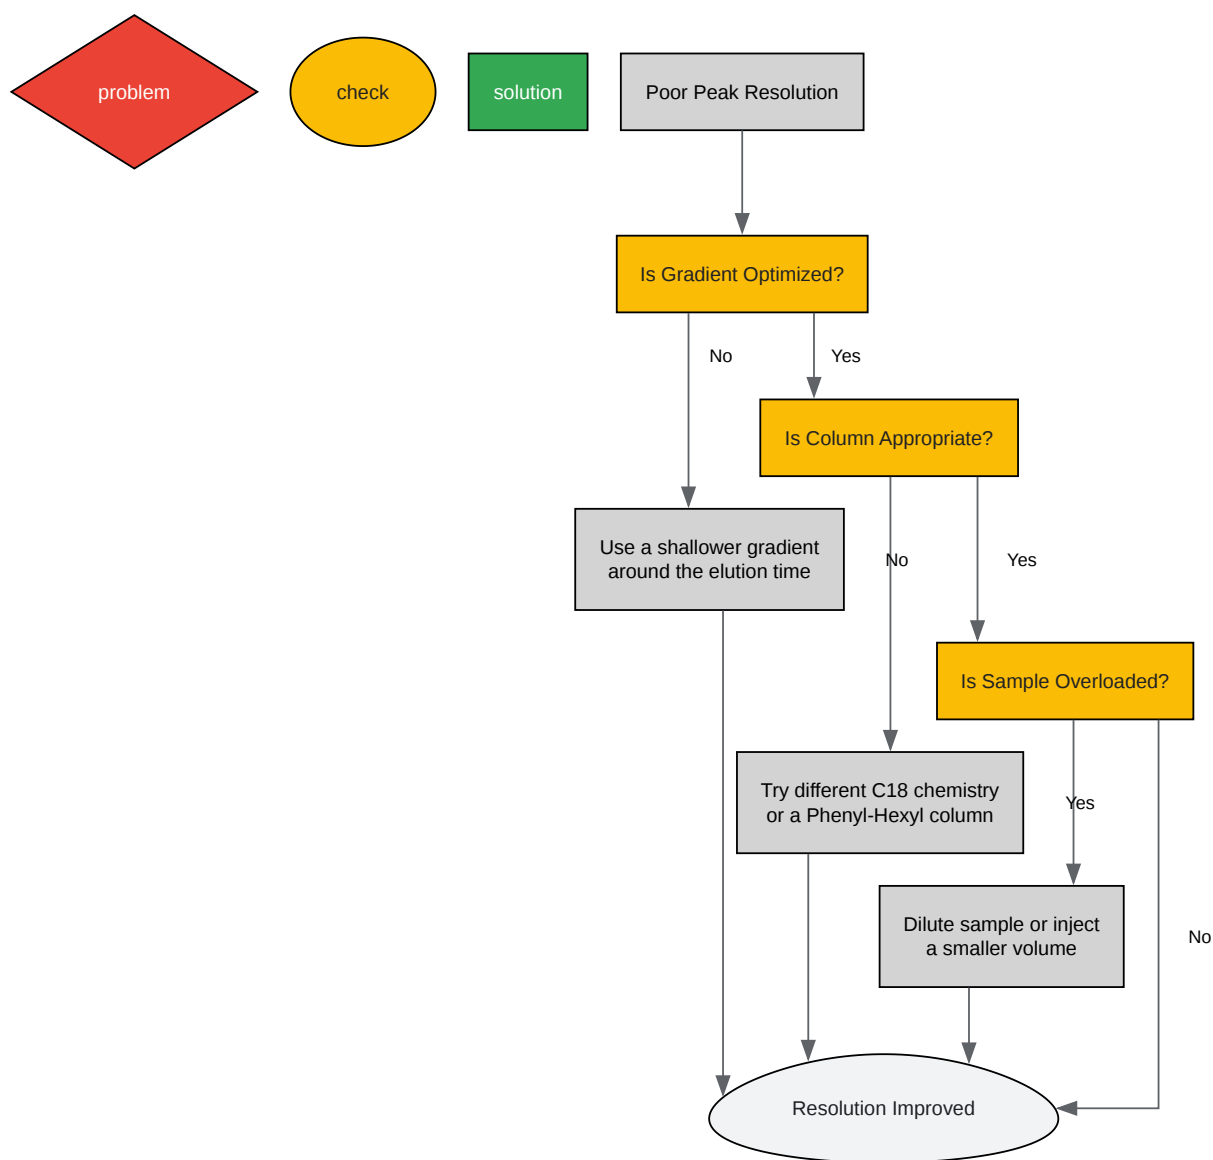 problem
check
solution
Poor Peak Resolution
Is Gradient Optimized?
No
Yes
Is Column Appropriate?
Use a shallower gradient
around the elution time
No
Yes
Is Sample Overloaded?
Try different C18 chemistry
or a Phenyl-Hexyl column
Yes
Dilute sample or inject
a smaller volume
No
Resolution Improved